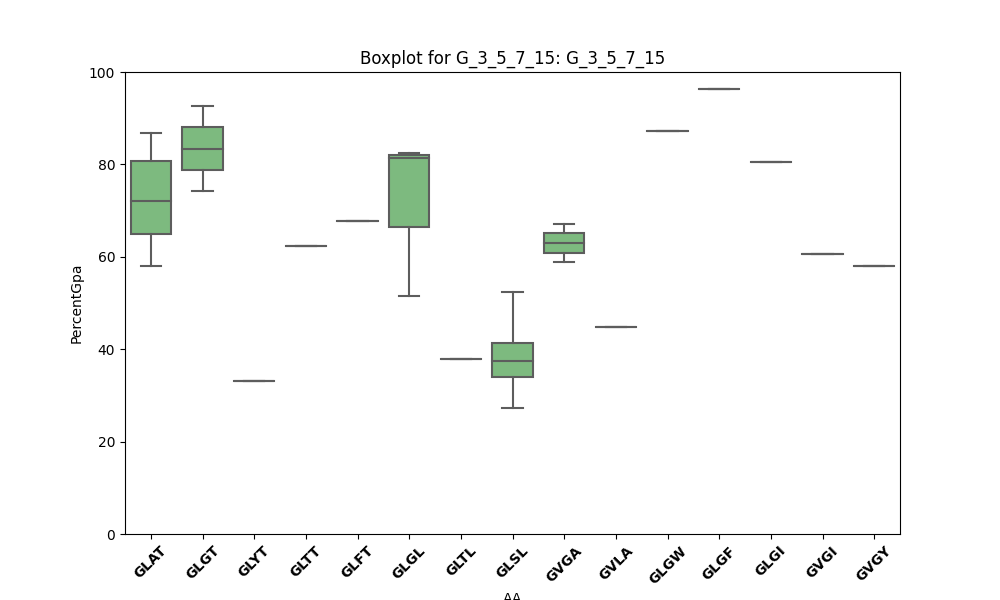 Boxplot for G_3_5_7_15: G_3_5_7_15
PercentGpa
100
80
60
40
20
0
GLAT
GLGT
GLYT
GLTT
GLFT
GLGL
GLTL
GLSL
GVGA
GVLA
GLGW
GLGF
GLGI
GVGI
GVGY
AA